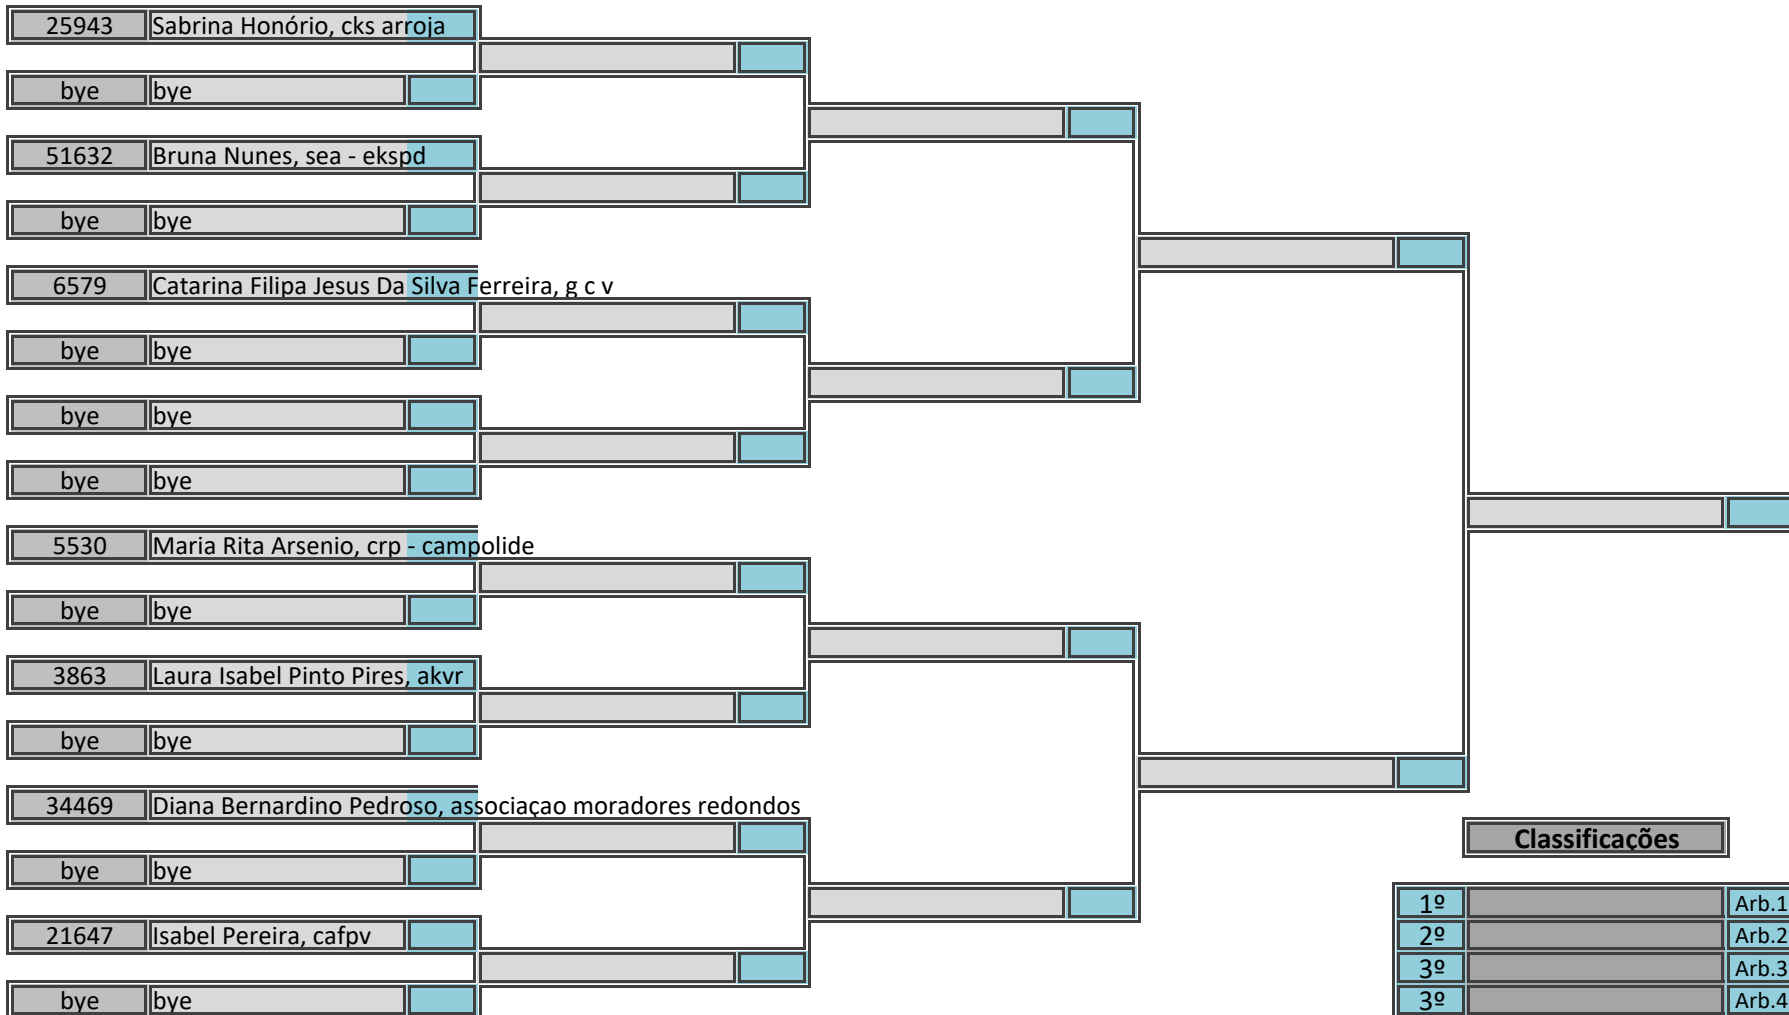 25943 Sabrina Honório, cks arroja
bye bye
51632 Bruna Nunes, sea - ekspd
bye bye
6579 Catarina Filipa Jesus Da Silva Ferreira, g c v
bye bye
bye bye
bye bye
5530 Maria Rita Arsenio, crp - campolide
bye bye
3863 Laura Isabel Pinto Pires, akvr
bye bye
34469 Diana Bernardino Pedroso, associaçao moradores redondos
bye bye
21647 Isabel Pereira, cafpv
bye bye
Classificações
1º Arb.1
2º Arb.2
3º Arb.3
3º Arb.4